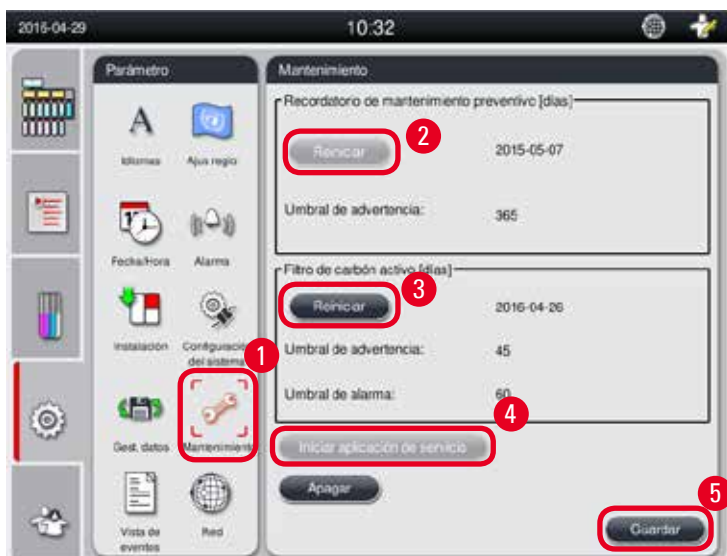 2016-04-29 10:32
Parámetro
Idiomas Ajus regio
Fecha/Hora Alarma
Instalación Configuración del sistema
Gest. datos Mantenimiento
Vista de eventos Red
Mantenimiento
Recordatorio de mantenimiento preventivo [días]
Reinicar 2015-05-07
2
Umbral de advertencia: 365
Filtro de carbón activo [días]
Reinicar 2016-04-26
3
Umbral de advertencia: 45
1
Umbral de alarma: 60
4
Iniciar aplicación de servicio
Apagar
5
Guardar